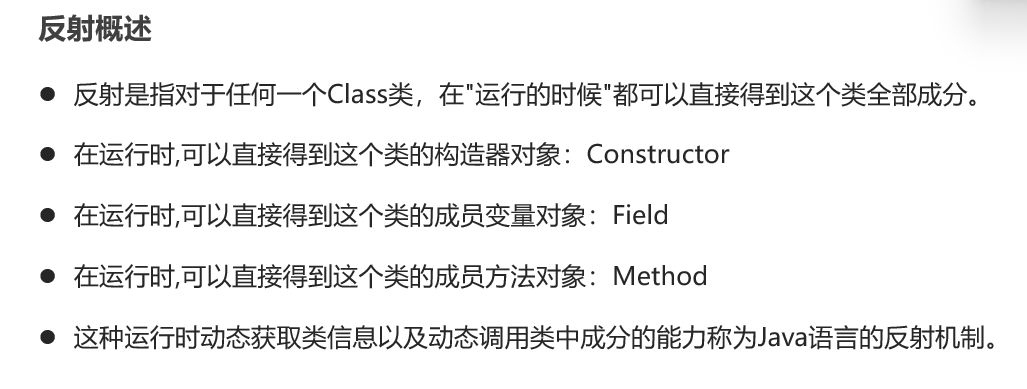 反射概述
● 反射是指对于任何一个Class类，在"运行的时候"都可以直接得到这个类全部成分。
● 在运行时,可以直接得到这个类的构造器对象：Constructor
● 在运行时,可以直接得到这个类的成员变量对象：Field
● 在运行时,可以直接得到这个类的成员方法对象：Method
● 这种运行时动态获取类信息以及动态调用类中成分的能力称为Java语言的反射机制。